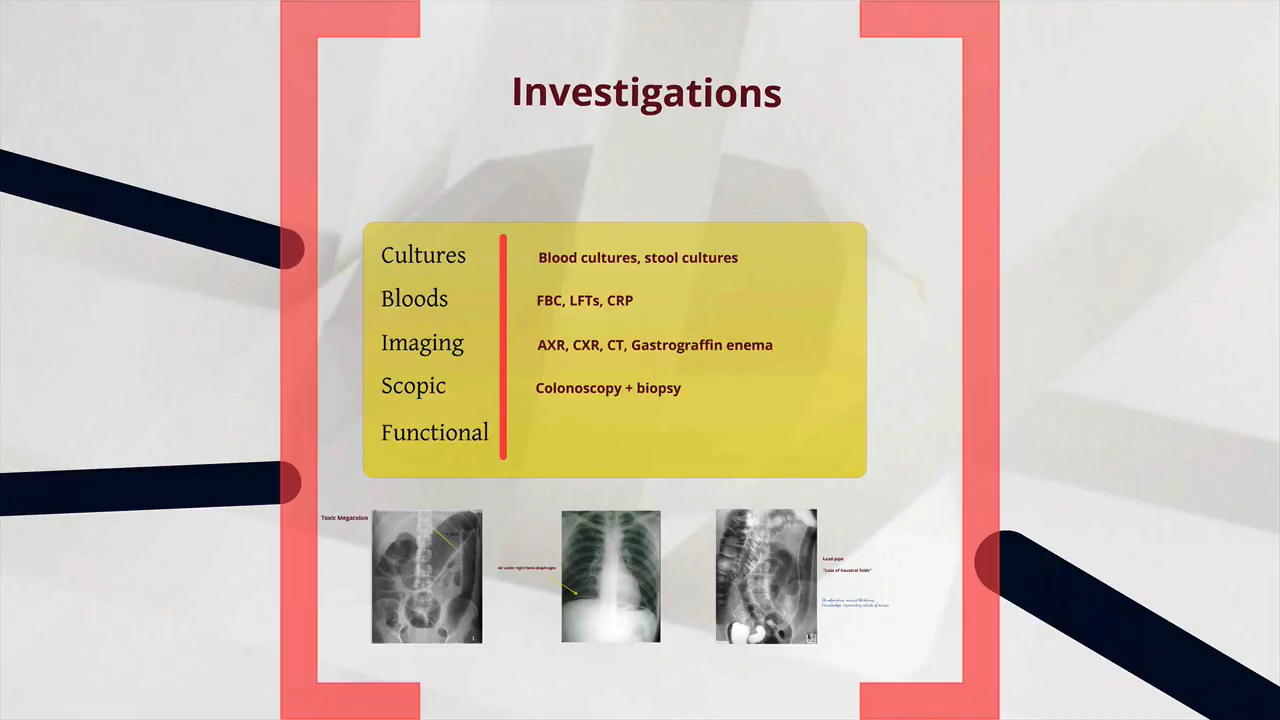 Investigations
Cultures
Blood cultures, stool cultures
Bloods
FBC, LFTs, CRP
Imaging
AXR, CXR, CT, Gastrograffin enema
Scopic
Colonoscopy + biopsy
Functional
Toxic Megacolon
Air under right hemi-diaphragm
Lead-pipe
"Loss of haustral folds"
L